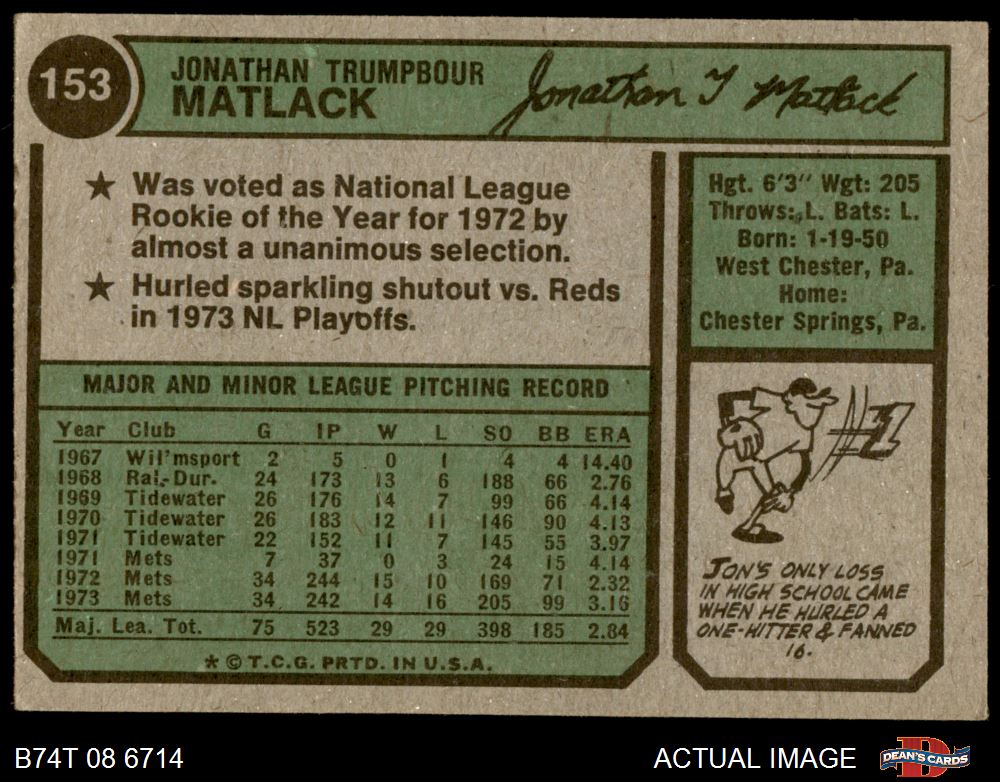 153
JONATHAN TRUMPBOUR
MATLACK
Jonathan T Matlack
★ Was voted as National League
Rookie of the Year for 1972 by
almost a unanimous selection.
★ Hurled sparkling shutout vs. Reds
in 1973 NL Playoffs.
Hgt. 6'3" Wgt: 205
Throws: L. Bats: L.
Born: 1-19-50
West Chester, Pa.
Home:
Chester Springs, Pa.
MAJOR AND MINOR LEAGUE PITCHING RECORD
Year Club G IP W L SO BB ERA
1967 Wil'msport 2 5 0 1 4 4 14.40
1968 Ral.-Dur. 24 173 13 6 188 66 2.76
1969 Tidewater 26 176 14 7 99 66 4.14
1970 Tidewater 26 183 12 11 146 90 4.13
1971 Tidewater 22 152 11 7 145 55 3.97
1971 Mets 7 37 0 3 24 15 4.14
1972 Mets 34 244 15 10 169 71 2.32
1973 Mets 34 242 14 16 205 99 3.16
Maj. Lea. Tot. 75 523 29 29 398 185 2.84
★ © T.C.G. PRTD. IN U.S.A.
#1
JON'S ONLY LOSS
IN HIGH SCHOOL CAME
WHEN HE HURLED A
ONE-HITTER & FANNED
16.
B74T 08 6714
ACTUAL IMAGE
D
DEAN'S CARDS